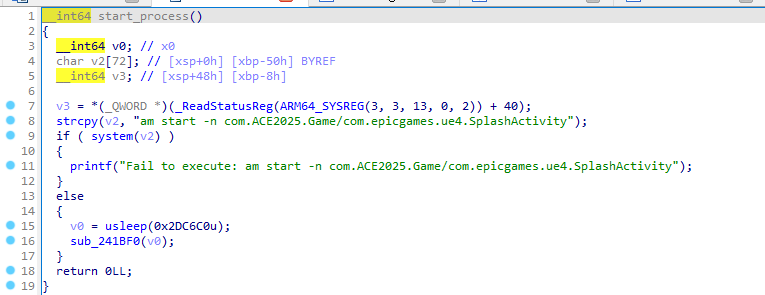 1 __int64 start_process()
2 {
3   __int64 v0; // x0
4   char v2[72]; // [xsp+0h] [xbp-50h] BYREF
5   __int64 v3; // [xsp+48h] [xbp-8h]
6
7   v3 = *(_QWORD *)(_ReadStatusReg(ARM64_SYSREG(3, 3, 13, 0, 2)) + 40);
8   strcpy(v2, "am start -n com.ACE2025.Game/com.epicgames.ue4.SplashActivity");
9   if ( system(v2) )
10   {
11     printf("Fail to execute: am start -n com.ACE2025.Game/com.epicgames.ue4.SplashActivity");
12   }
13   else
14   {
15     v0 = usleep(0x2DC6C0u);
16     sub_241BF0(v0);
17   }
18   return 0LL;
19 }